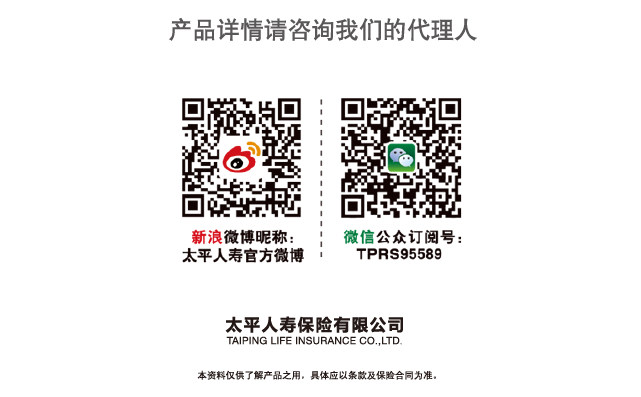 产品详情请咨询我们的代理人
新浪微博昵称：
太平人寿官方微博
微信公众订阅号：
TPRS95589
太平人寿保险有限公司
TAIPING LIFE INSURANCE CO.,LTD.
本资料仅供了解产品之用，具体应以条款及保险合同为准。